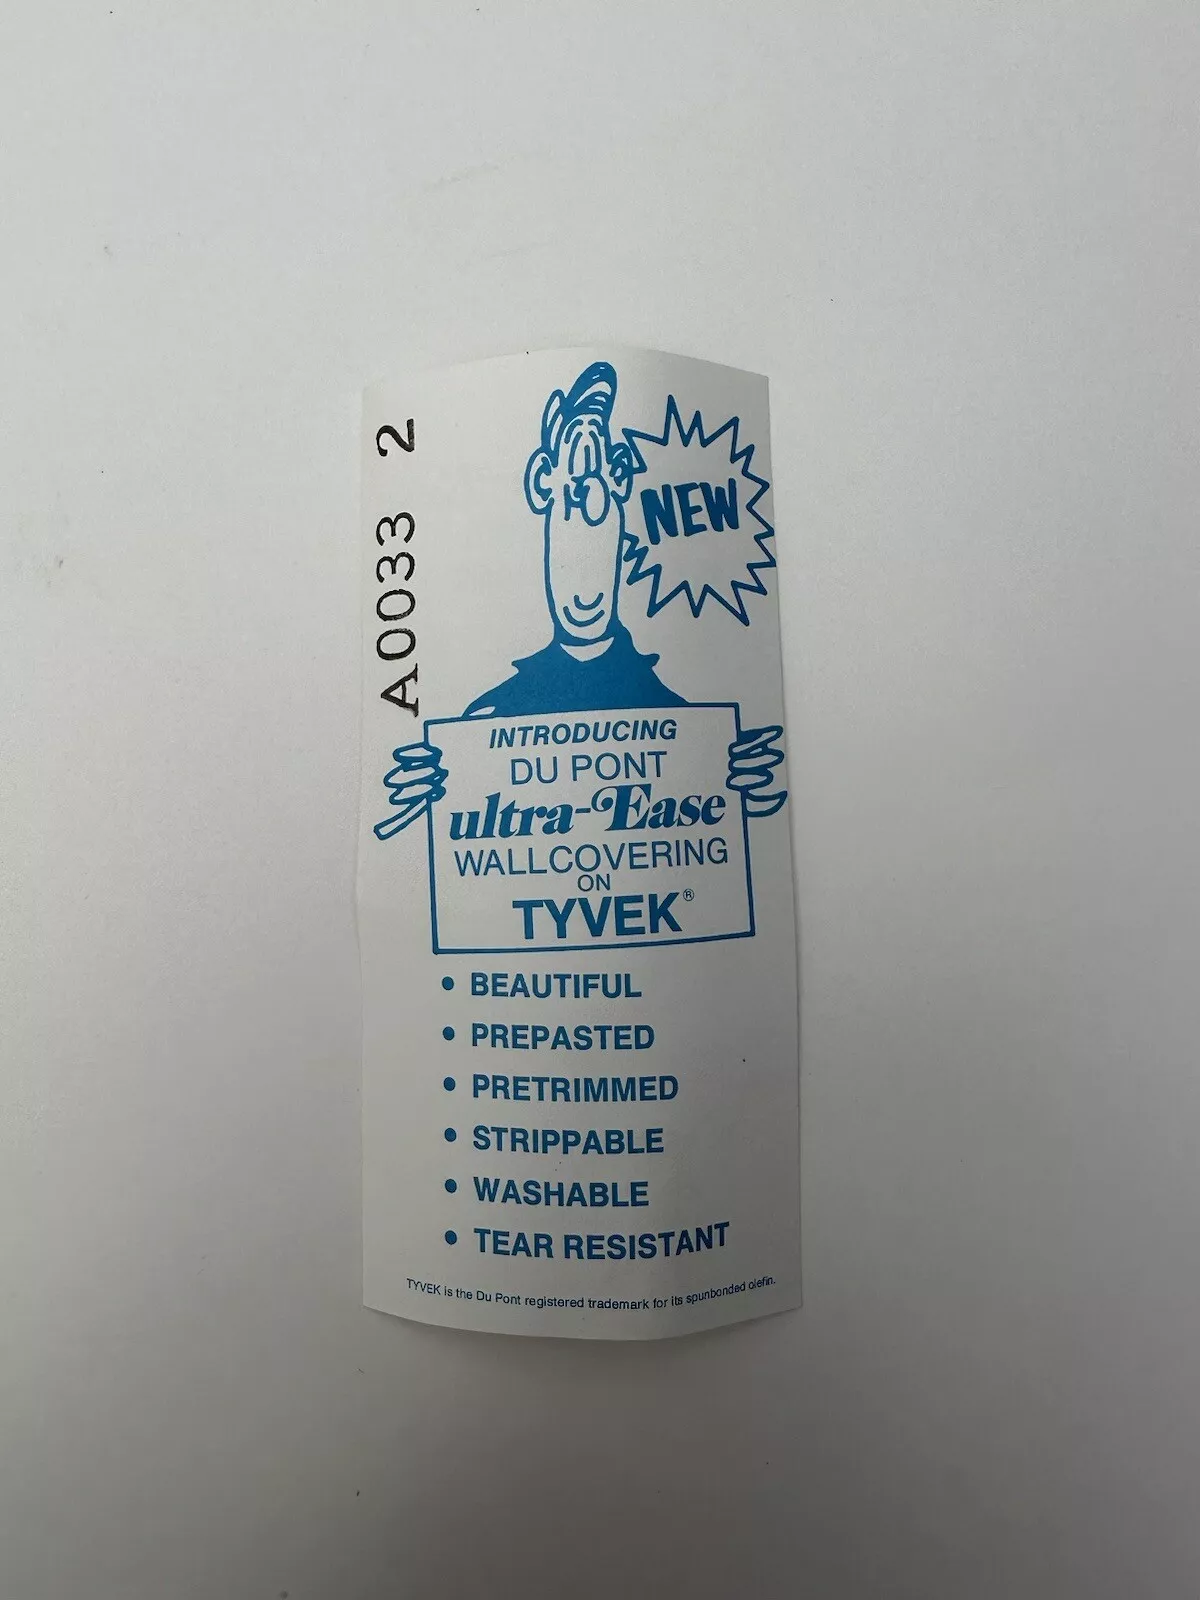 A0033 2
NEW
INTRODUCING
DU PONT
ultra-Ease
WALLCOVERING
ON
TYVEK®
• BEAUTIFUL
• PREPASTED
• PRETRIMMED
• STRIPPABLE
• WASHABLE
• TEAR RESISTANT
TYVEK is the Du Pont registered trademark for its spunbonded olefin.